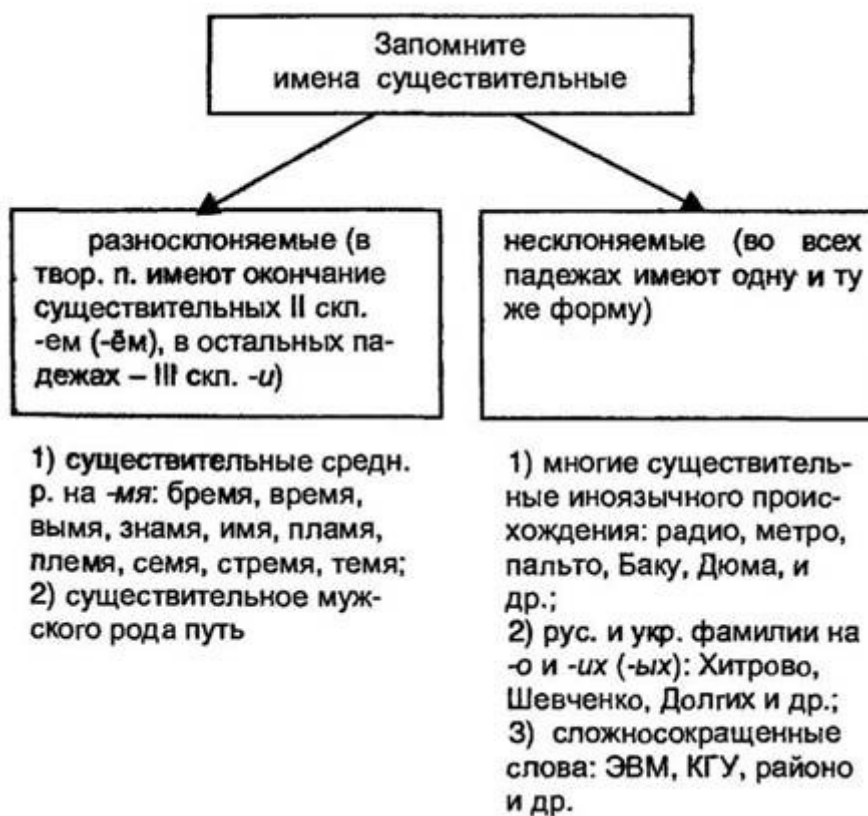 Запомните
имена существительные
разносклоняемые (в
твор. п. имеют окончание
существительных II скл.
-ем (-ём), в остальных па-
дежах – III скл. -и)
1) существительные средн.
р. на -мя: бремя, время,
вымя, знамя, имя, пламя,
племя, семя, стремя, темя;
2) существительное муж-
ского рода путь
несклоняемые (во всех
падежах имеют одну и ту
же форму)
1) многие существитель-
ные иноязычного проис-
хождения: радио, метро,
пальто, Баку, Дюма, и
др.;
2) рус. и укр. фамилии на
-о и -их (-ых): Хитрово,
Шевченко, Долгих и др.;
3) сложносокращенные
слова: ЭВМ, КГУ, районо
и др.